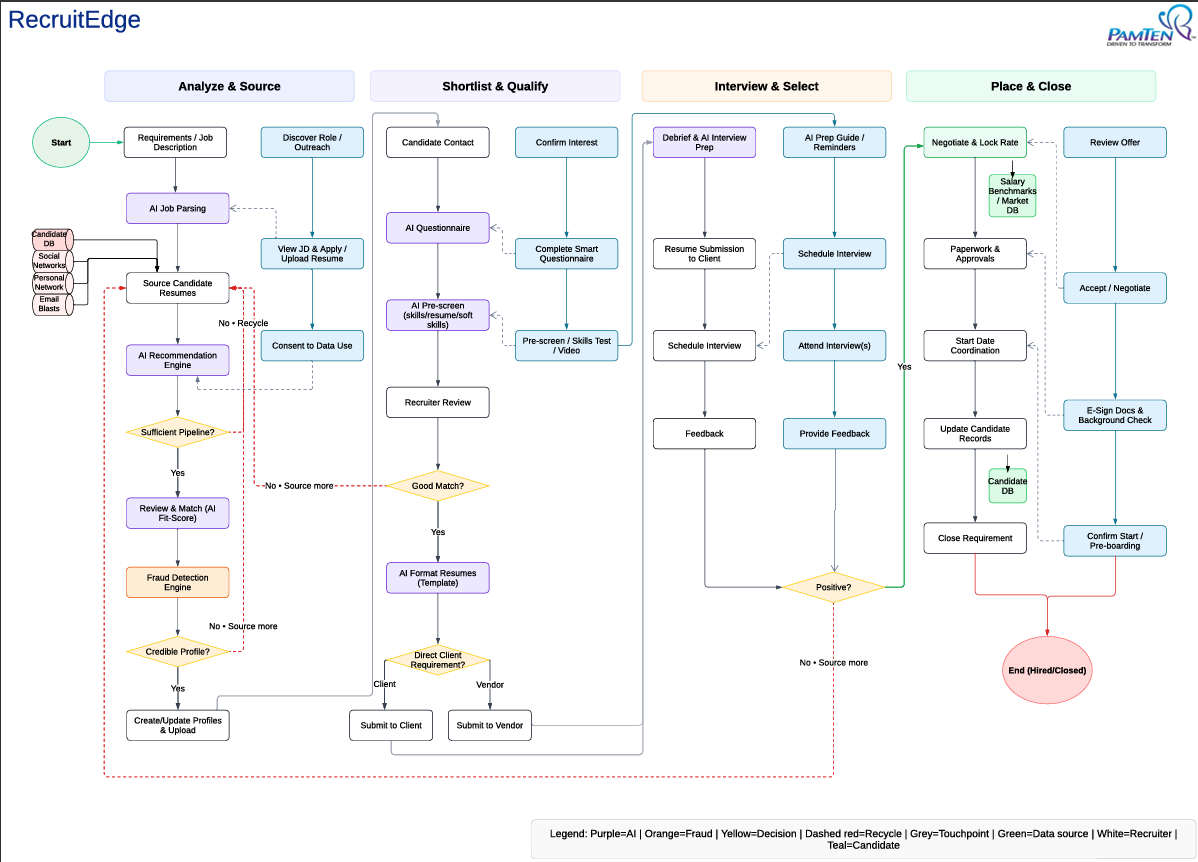 RecruitEdge
PAMTEN
DRIVEN TO TRANSFORM
Analyze & Source
Shortlist & Qualify
Interview & Select
Place & Close
Start
Requirements / Job
Description
Discover Role /
Outreach
AI Job Parsing
View JD & Apply /
Upload Resume
Candidate
DB
Social
Networks
Personal
Network
Email
Blasts
Source Candidate
Resumes
No • Recycle
AI Recommendation
Engine
Consent to Data Use
Sufficient Pipeline?
Yes
Review & Match (AI
Fit-Score)
Fraud Detection
Engine
No • Source more
Credible Profile?
Yes
Create/Update Profiles
& Upload
Candidate Contact
Confirm Interest
AI Questionnaire
Complete Smart
Questionnaire
AI Pre-screen
(skills/resume/soft
skills)
Pre-screen / Skills Test
/ Video
Recruiter Review
No • Source more
Good Match?
Yes
AI Format Resumes
(Template)
Direct Client
Requirement?
Client
Vendor
Submit to Client
Submit to Vendor
Debrief & AI Interview
Prep
AI Prep Guide /
Reminders
Resume Submission
to Client
Schedule Interview
Schedule Interview
Attend Interview(s)
Feedback
Provide Feedback
Positive?
Yes
No • Source more
Negotiate & Lock Rate
Review Offer
Salary
Benchmarks
/ Market
DB
Paperwork &
Approvals
Accept / Negotiate
Start Date
Coordination
E-Sign Docs &
Background Check
Update Candidate
Records
Candidate
DB
Close Requirement
Confirm Start /
Pre-boarding
End (Hired/Closed)
Legend: Purple=AI | Orange=Fraud | Yellow=Decision | Dashed red=Recycle | Grey=Touchpoint | Green=Data source | White=Recruiter |
Teal=Candidate